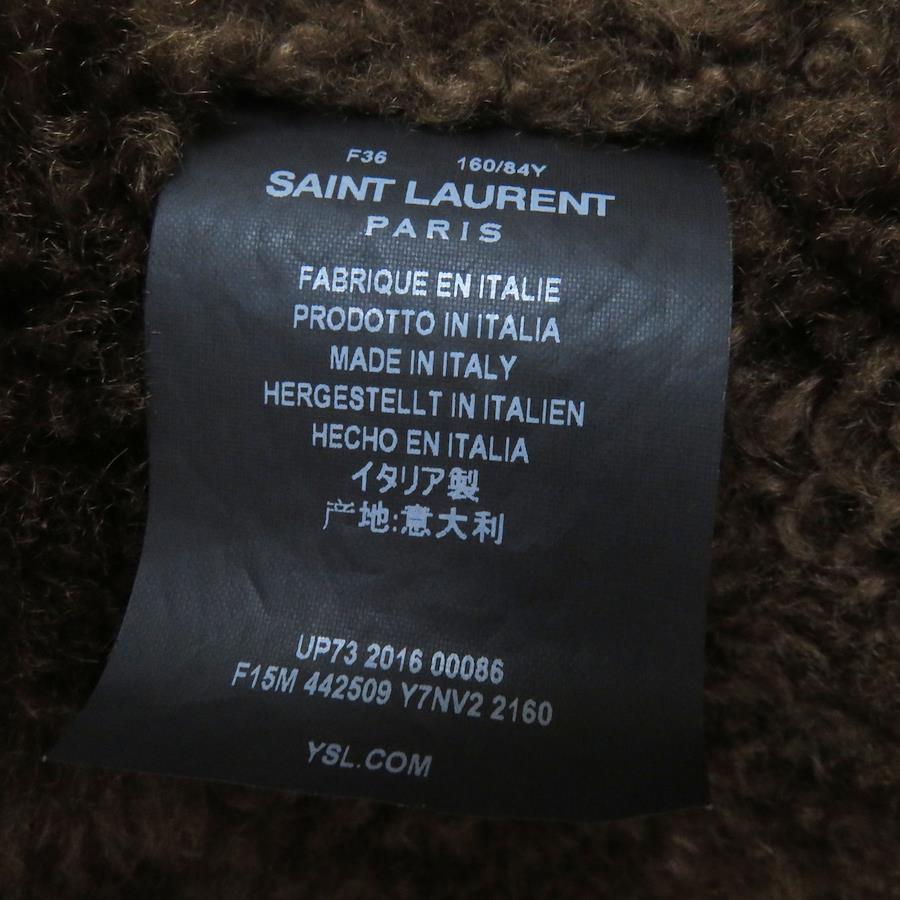 F36 160/84Y
SAINT LAURENT
PARIS
FABRIQUE EN ITALIE
PRODOTTO IN ITALIA
MADE IN ITALY
HERGESTELLT IN ITALIEN
HECHO EN ITALIA
イタリア製
产地:意大利
UP73 2016 00086
F15M 442509 Y7NV2 2160
YSL.COM